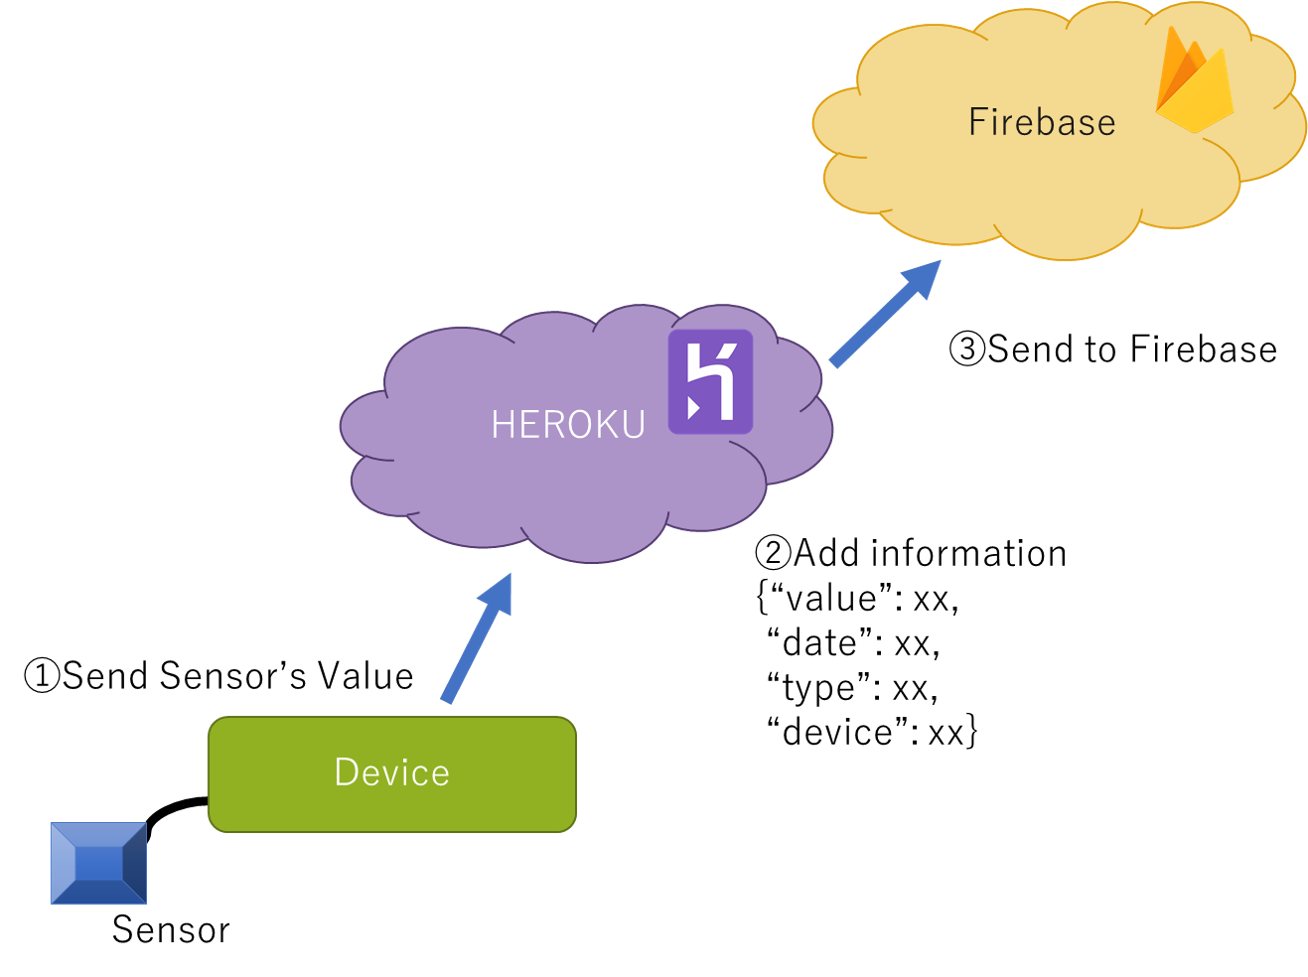 Firebase
③Send to Firebase
HEROKU
②Add information
{“value”: xx,
“date”: xx,
“type”: xx,
“device”: xx}
①Send Sensor’s Value
Device
Sensor